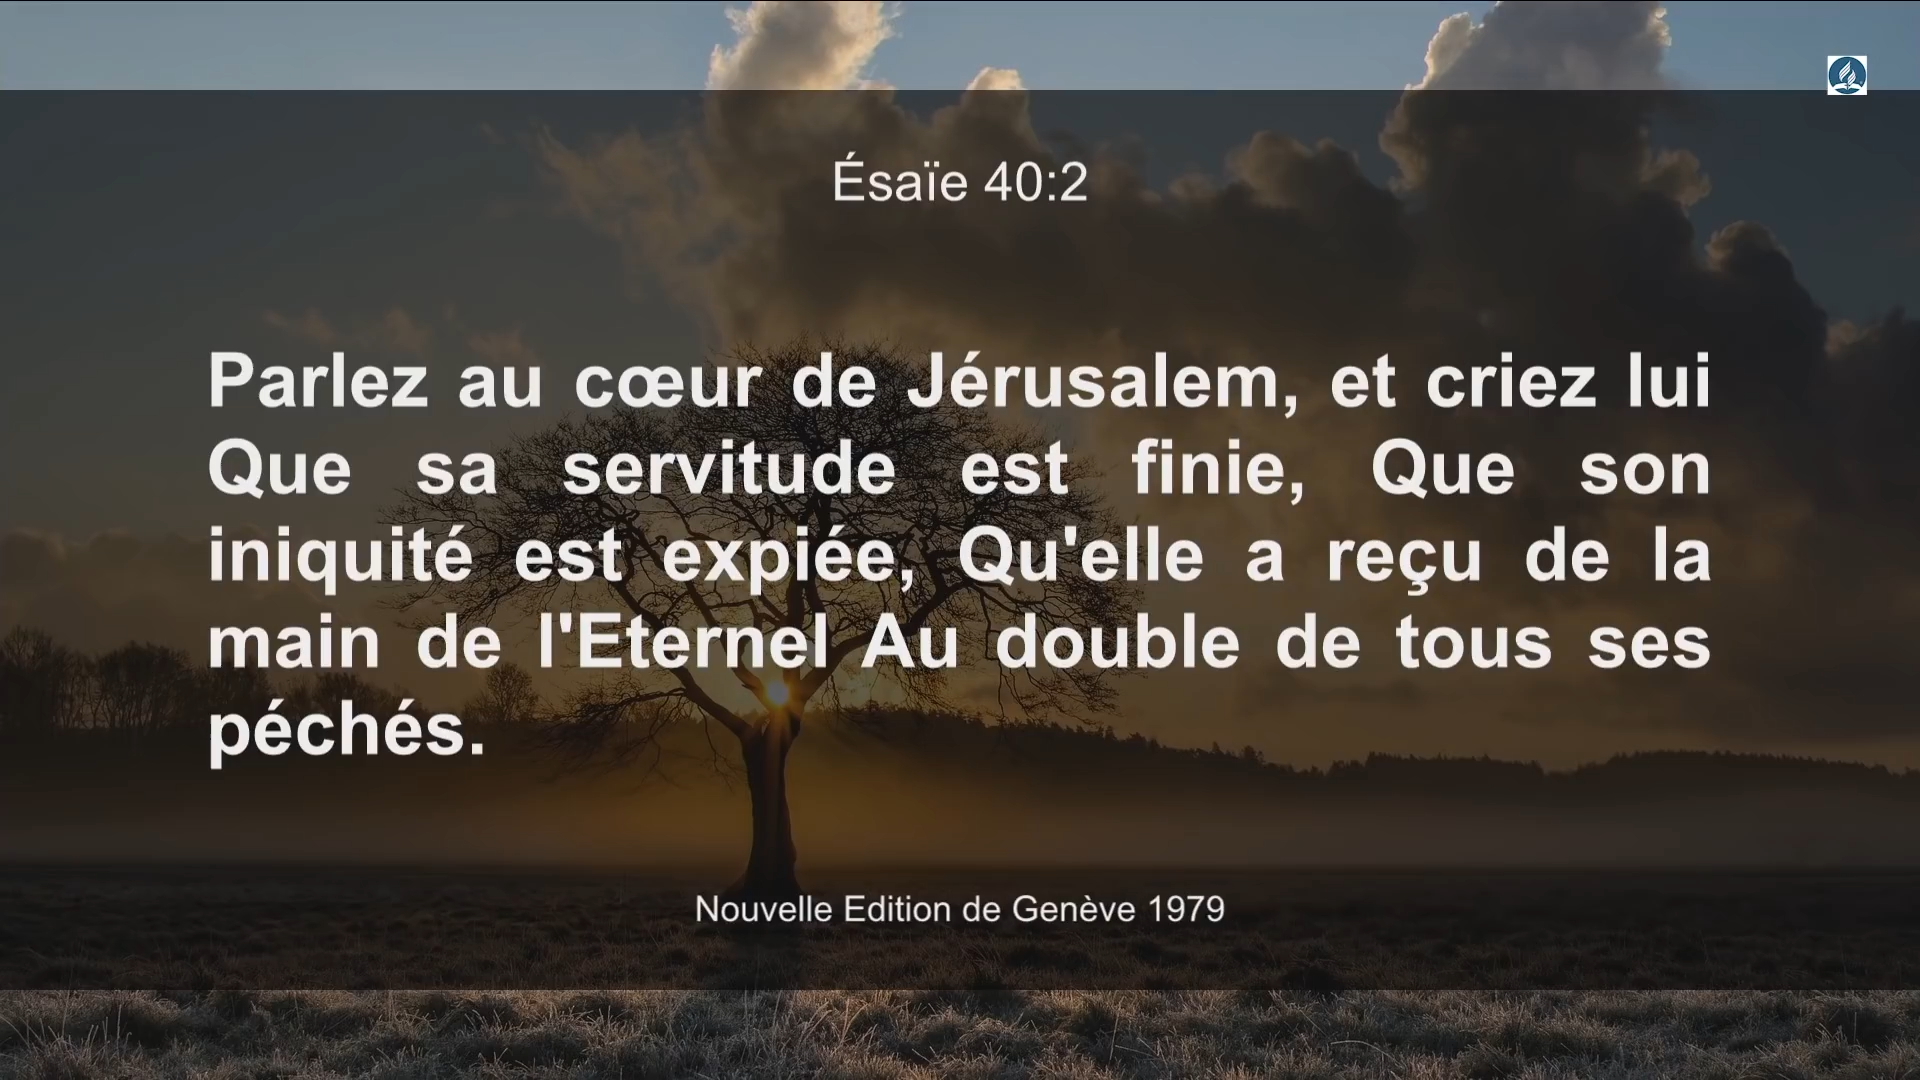 Ésaïe 40:2
Parlez au cœur de Jérusalem, et criez lui
Que sa servitude est finie, Que son
iniquité est expiée, Qu'elle a reçu de la
main de l'Eternel Au double de tous ses
péchés.
Nouvelle Edition de Genève 1979